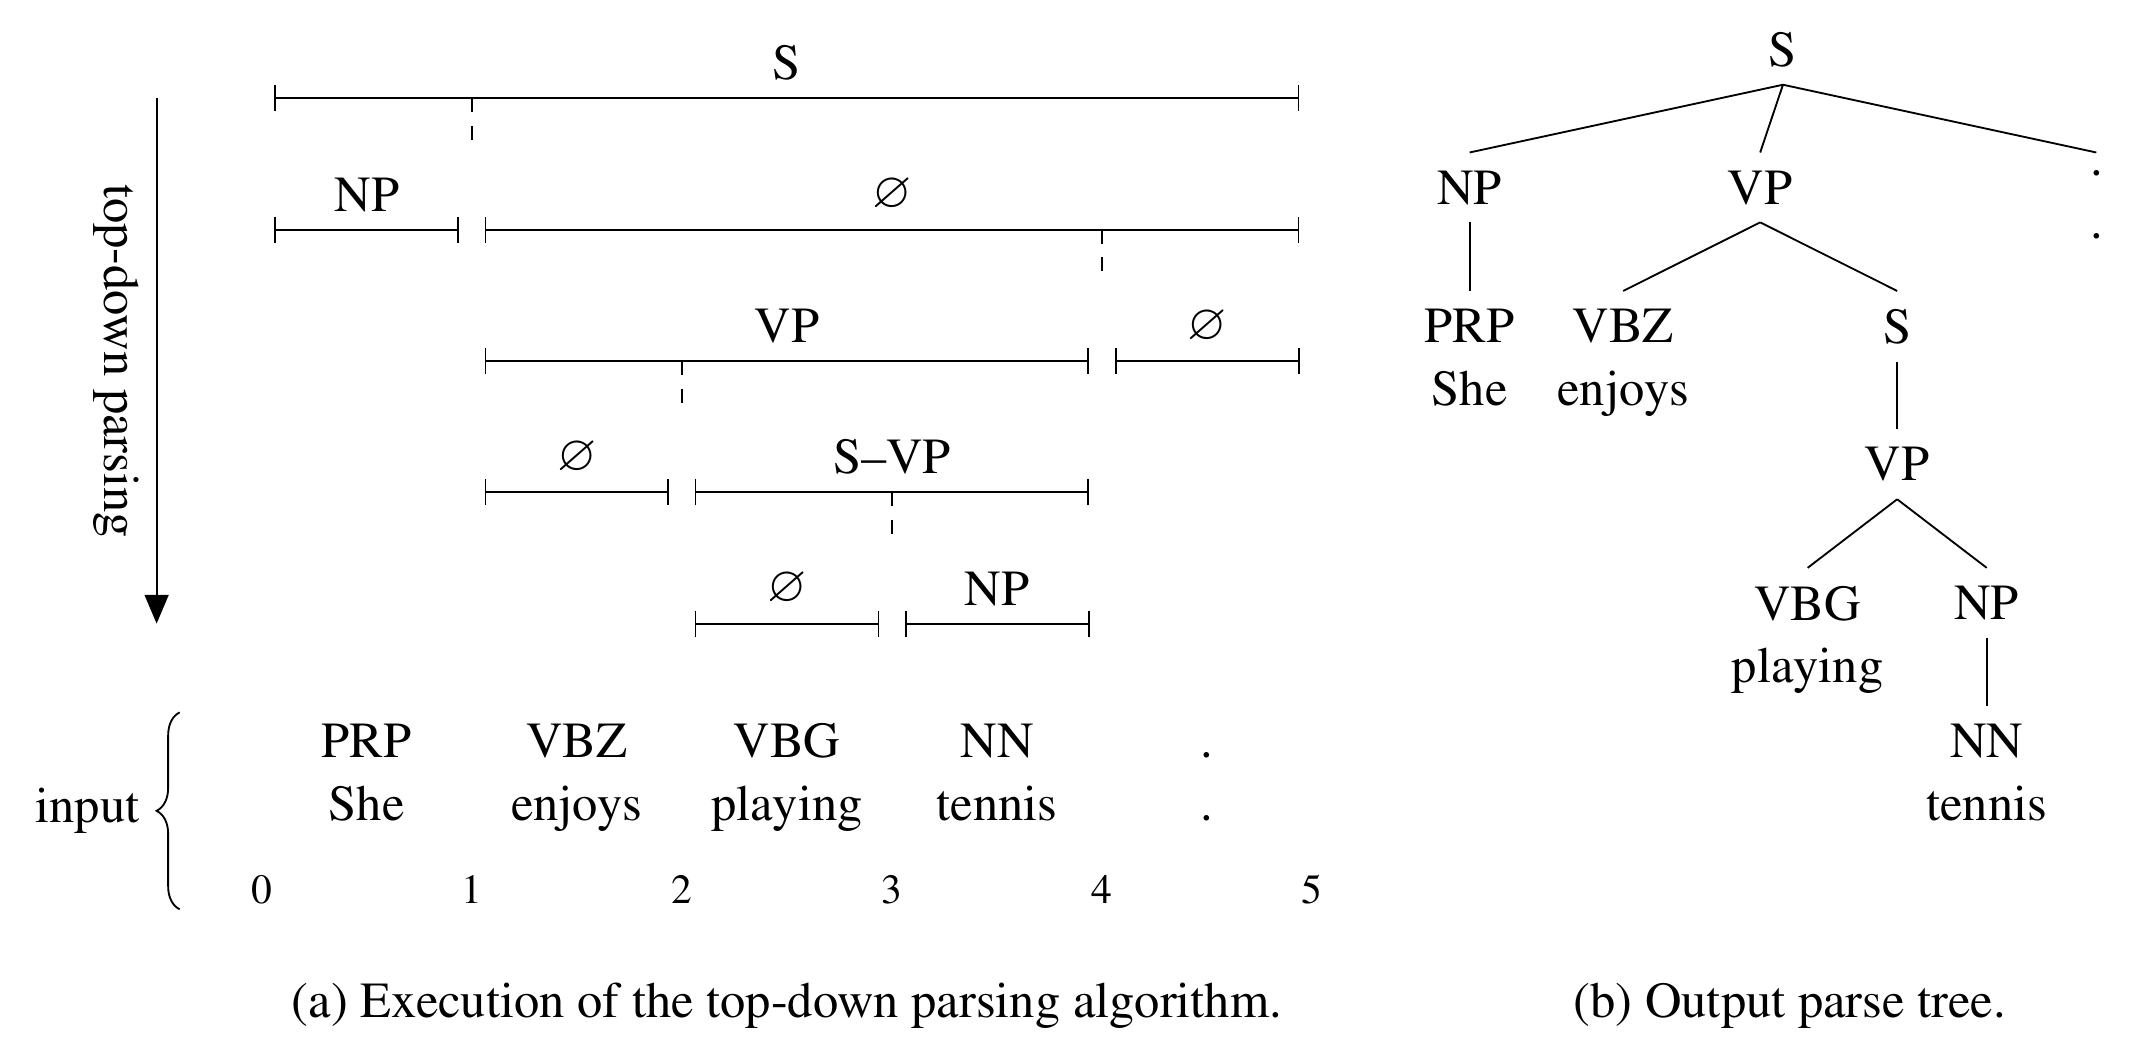 S
NP ∅
VP ∅
∅ S–VP
∅ NP
top-down parsing
PRP VBZ VBG NN .
input
She enjoys playing tennis .
0 1 2 3 4 5
(a) Execution of the top-down parsing algorithm.
S
NP VP .
.
PRP VBZ S
She enjoys
VP
VBG NP
playing
NN
tennis
(b) Output parse tree.